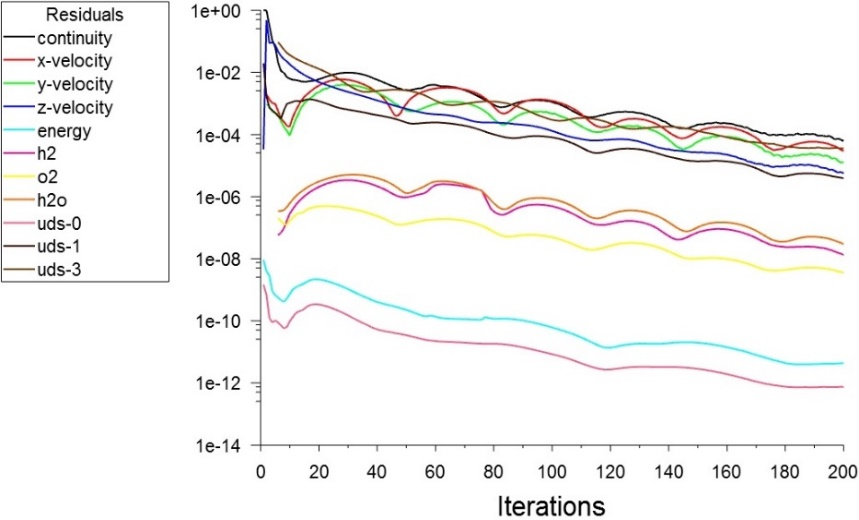 Residuals
continuity
x-velocity
y-velocity
z-velocity
energy
h2
o2
h2o
uds-0
uds-1
uds-3
1e+00
1e-02
1e-04
1e-06
1e-08
1e-10
1e-12
1e-14
0 20 40 60 80 100 120 140 160 180 200
Iterations